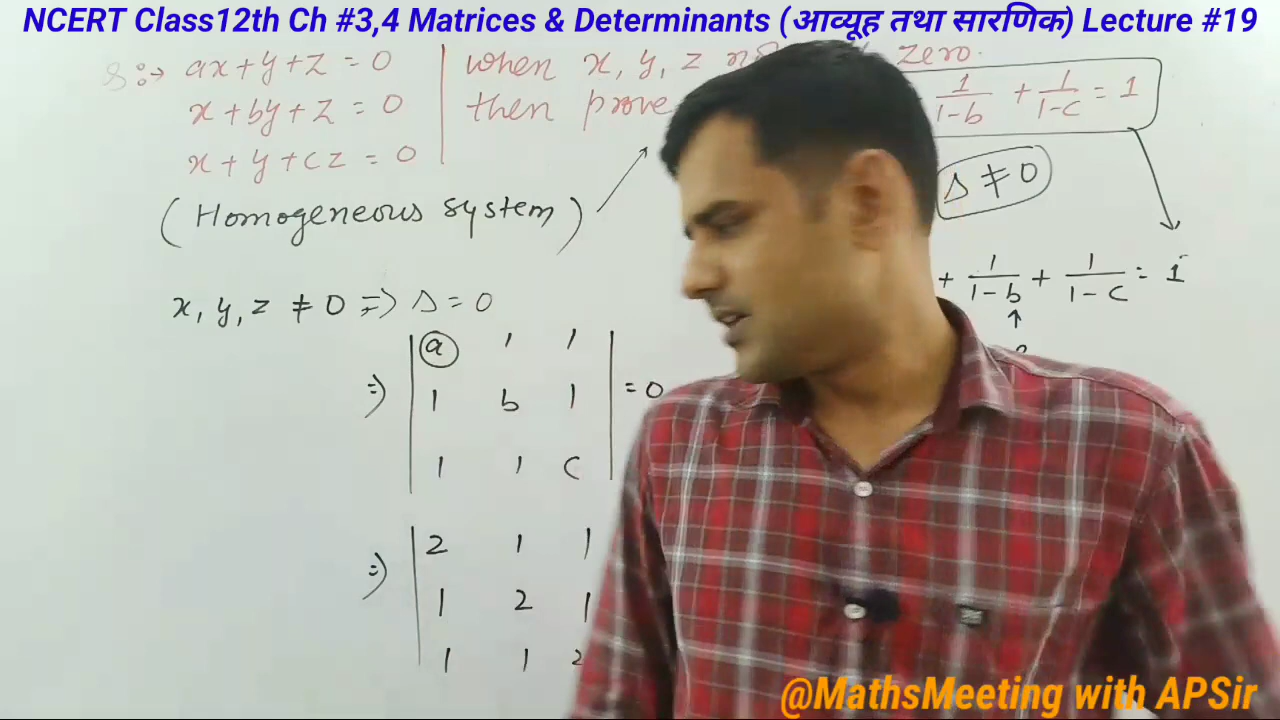 NCERT Class12th Ch #3,4 Matrices & Determinants (आव्यूह तथा सारणिक) Lecture #19
ax+y+z = 0
when x, y, z zero.
x+by+z = 0
then prove 1/(1-b) + 1/(1-c) = 1
x+y+cz = 0
Δ ≠ 0
(Homogeneous system)
+ 1/(1-b) + 1/(1-c) = 1
x, y, z ≠ 0 => Δ = 0
=> | a 1 1 |
| 1 b 1 | = 0
| 1 1 c |
=> | 2 1 1
| 1 2 1
| 1 1 2
@MathsMeeting with APSir